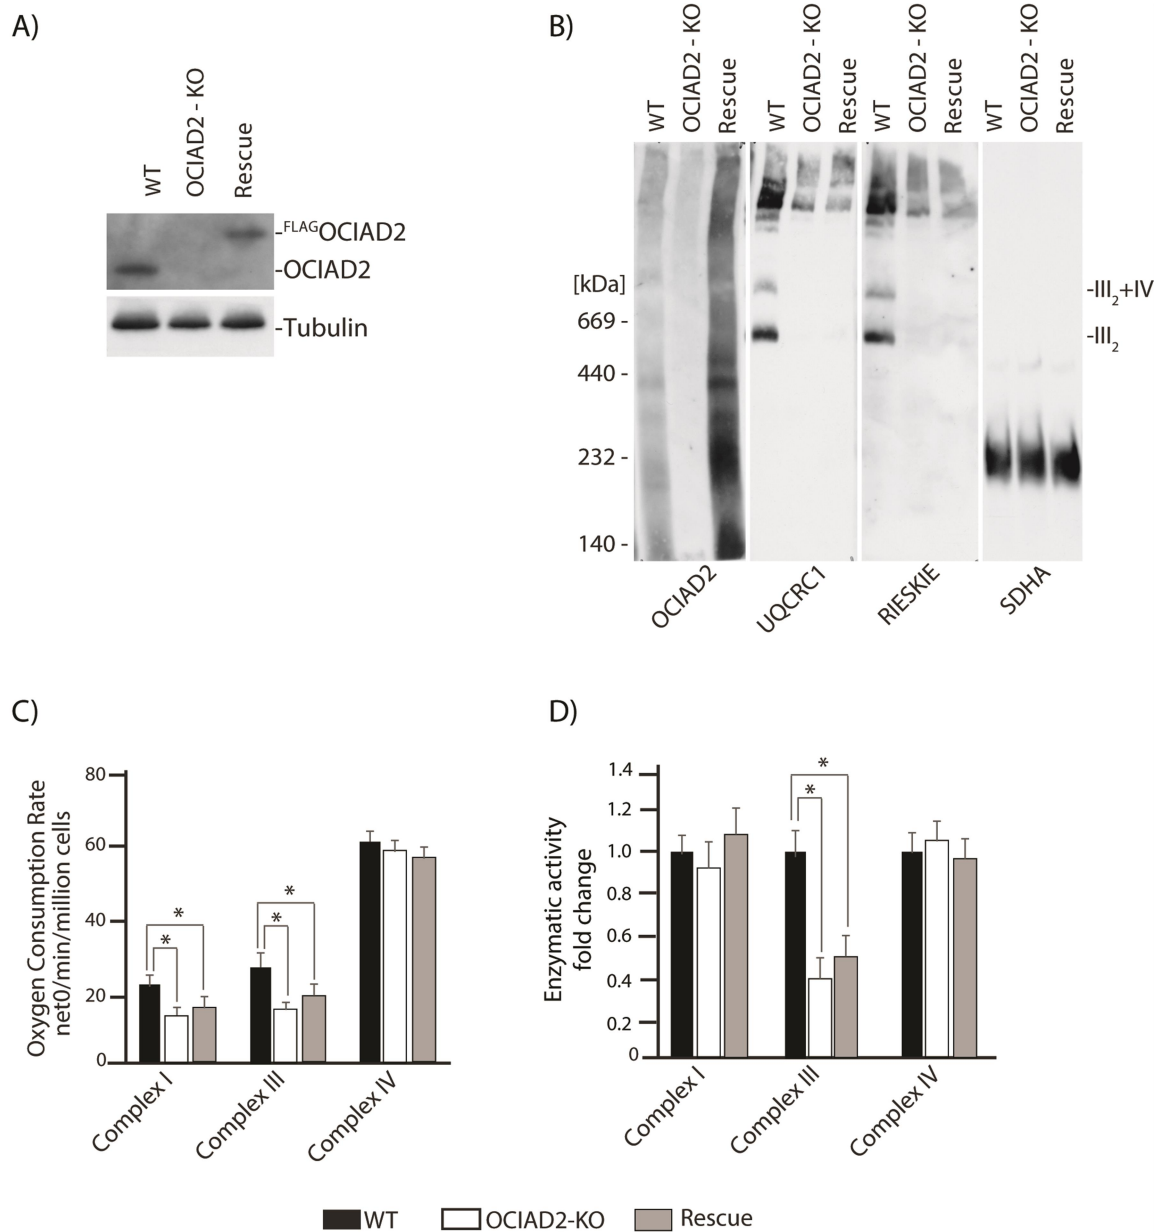 A)
WT
OCIAD2 - KO
Rescue
-FLAGOCIAD2
-OCIAD2
-Tubulin
B)
WT
OCIAD2 - KO
Rescue
WT
OCIAD2 - KO
Rescue
WT
OCIAD2 - KO
Rescue
WT
OCIAD2 - KO
Rescue
[kDa]
669 -
440 -
232 -
140 -
-III2+IV
-III2
OCIAD2
UQCRC1
RIESKIE
SDHA
C)
Oxygen Consumption Rate
net0/min/million cells
80
60
40
20
0
*
*
*
*
Complex I
Complex III
Complex IV
D)
Enzymatic activity
fold change
1.4
1.2
1.0
0.8
0.6
0.4
0.2
0
*
*
Complex I
Complex III
Complex IV
WT
OCIAD2-KO
Rescue